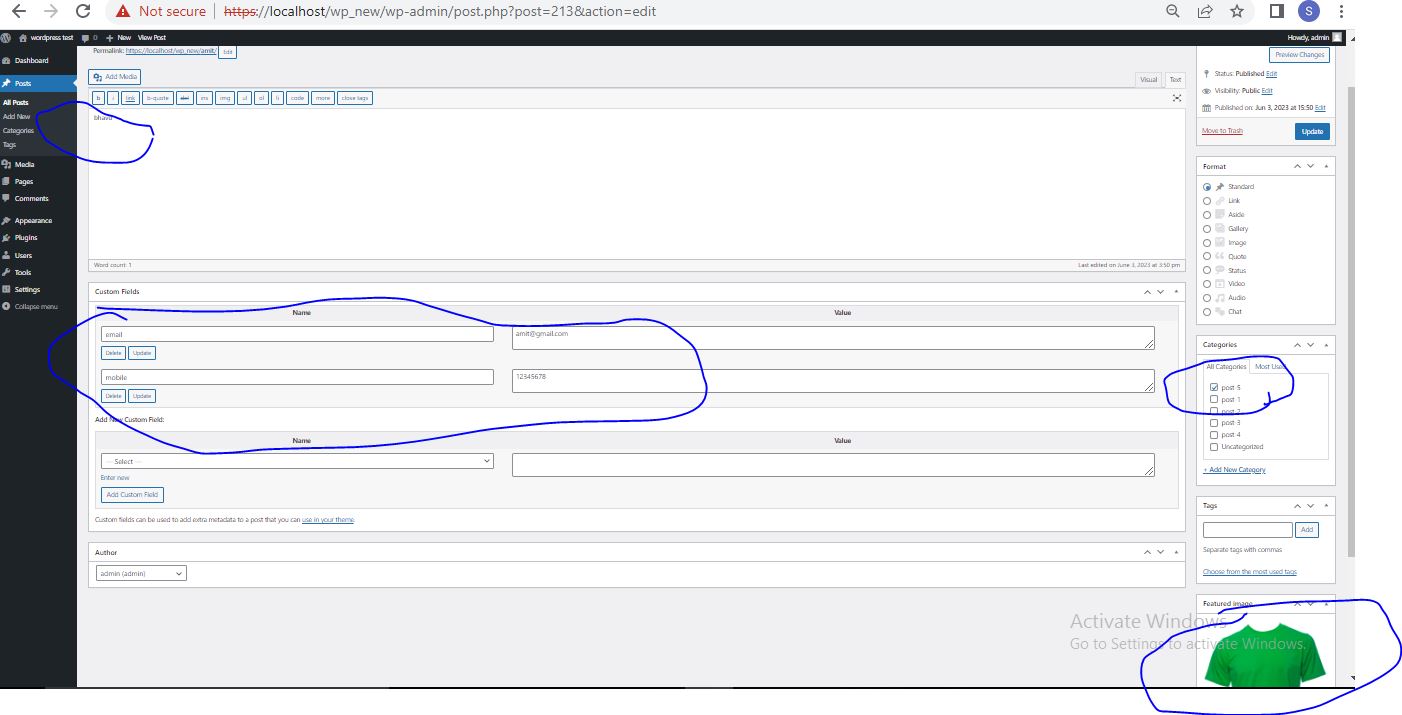 Not secure https://localhost/wp_new/wp-admin/post.php?post=213&action=edit S
wordpress test 0 + New View Post Howdy, admin
Dashboard
Posts
All Posts
Add New
Categories
Tags
Media
Pages
Comments
Appearance
Plugins
Users
Tools
Settings
Collapse menu
Permalink: https://localhost/wp_new/amit/ Edit
Add Media
Visual Text
b i link b-quote del ins img ul ol li code more close tags
bhavu
Word count: 1 Last edited on June 3, 2023 at 3:50 pm
Custom Fields
Name Value
email amit@gmail.com
Delete Update
mobile 12345678
Delete Update
Add New Custom Field:
Name Value
-- Select --
Enter new
Add Custom Field
Custom fields can be used to add extra metadata to a post that you can use in your theme.
Author
admin (admin)
Preview Changes
Status: Published Edit
Visibility: Public Edit
Published on: Jun 3, 2023 at 15:50 Edit
Move to Trash Update
Format
Standard
Link
Aside
Gallery
Image
Quote
Status
Video
Audio
Chat
Categories
All Categories Most Used
post 5
post 1
post 2
post 3
post 4
Uncategorized
+ Add New Category
Tags
Add
Separate tags with commas
Choose from the most used tags
Featured image
Activate Windows
Go to Settings to activate Windows.